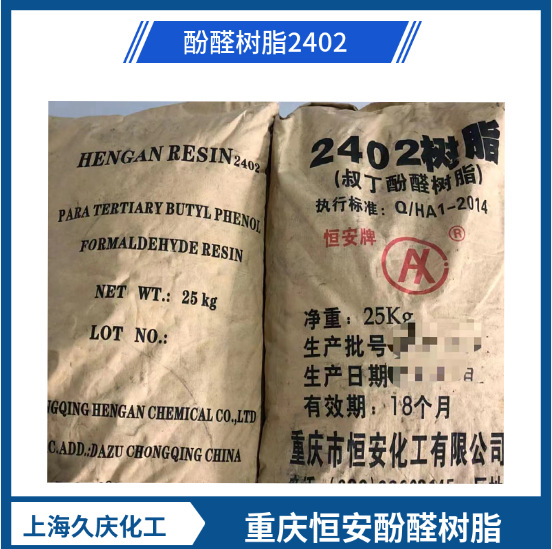 酚醛树脂2402
HENGAN RESIN2402
PARA TERTIARY BUTYL PHENOL
FORMALDEHYDE RESIN
NET WT.: 25 kg
LOT NO.:
GQING HENGAN CHEMICAL CO.,LTD
C.ADD.:DAZU CHONGQING CHINA
2402树脂
(叔丁酚醛树脂)
执行标准: Q/HA1-2014
恒安牌
®
净重: 25Kg
生产批号
生产日期
有效期: 18个月
重庆市恒安化工有限公司
上海久庆化工
重庆恒安酚醛树脂